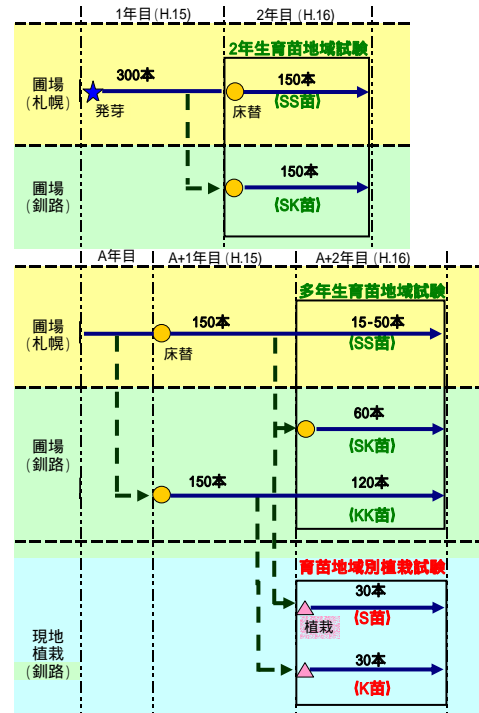 1年目(H.15)　2年目(H.16)
2年生育苗地域試験
圃場
(札幌)
300本
150本
発芽
床替
(SS苗)
圃場
(釧路)
150本
(SK苗)
A年目　A+1年目(H.15)　A+2年目(H.16)
多年生育苗地域試験
圃場
(札幌)
150本
15-50本
床替
(SS苗)
圃場
(釧路)
60本
(SK苗)
150本
120本
(KK苗)
育苗地域別植栽試験
現地
植栽
(釧路)
30本
(S苗)
植栽
30本
(K苗)